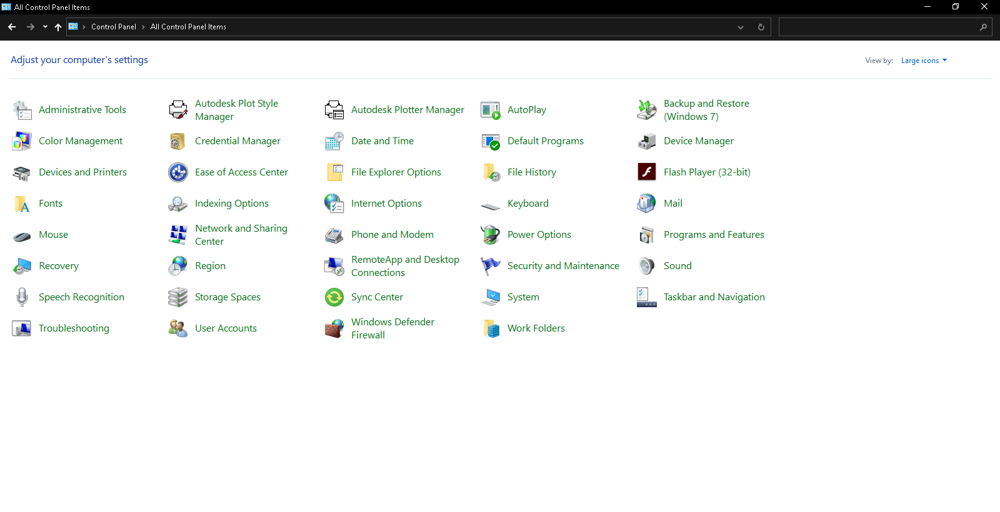 All Control Panel Items
Control Panel > All Control Panel Items
Adjust your computer's settings
View by: Large icons
Administrative Tools
Autodesk Plot Style
Manager
Autodesk Plotter Manager
AutoPlay
Backup and Restore
(Windows 7)
Color Management
Credential Manager
Date and Time
Default Programs
Device Manager
Devices and Printers
Ease of Access Center
File Explorer Options
File History
Flash Player (32-bit)
Fonts
Indexing Options
Internet Options
Keyboard
Mail
Mouse
Network and Sharing
Center
Phone and Modem
Power Options
Programs and Features
Recovery
Region
RemoteApp and Desktop
Connections
Security and Maintenance
Sound
Speech Recognition
Storage Spaces
Sync Center
System
Taskbar and Navigation
Troubleshooting
User Accounts
Windows Defender
Firewall
Work Folders